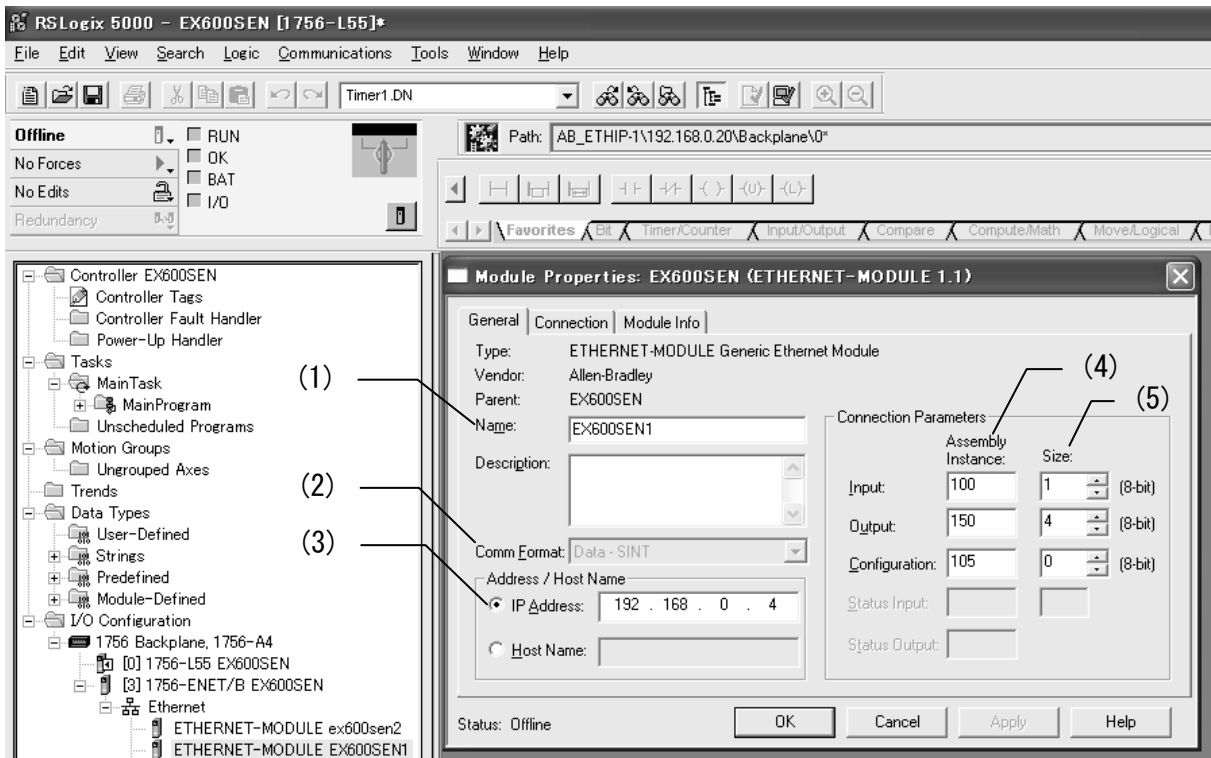 RSLogix 5000 - EX600SEN [1756-L55]*
File Edit View Search Logic Communications Tools Window Help
Timer1.DN
Offline
RUN
No Forces
OK
BAT
No Edits
I/O
Redundancy
Path: AB_ETHIP-1\192.168.0.20\Backplane\0*
Favorites Bit Timer/Counter Input/Output Compare Compute/Math Move/Logical
Controller EX600SEN
Controller Tags
Controller Fault Handler
Power-Up Handler
Tasks
MainTask
MainProgram
Unscheduled Programs
Motion Groups
Ungrouped Axes
Trends
Data Types
User-Defined
Strings
Predefined
Module-Defined
I/O Configuration
1756 Backplane, 1756-A4
[0] 1756-L55 EX600SEN
[3] 1756-ENET/B EX600SEN
Ethernet
ETHERNET-MODULE ex600sen2
ETHERNET-MODULE EX600SEN1
(1)
(2)
(3)
Module Properties: EX600SEN (ETHERNET-MODULE 1.1)
General Connection Module Info
Type: ETHERNET-MODULE Generic Ethernet Module
Vendor: Allen-Bradley
Parent: EX600SEN
Name: EX600SEN1
Description:
Comm Format: Data - SINT
Address / Host Name
IP Address: 192 . 168 . 0 . 4
Host Name:
(4)
(5)
Connection Parameters
Assembly
Instance:
Size:
Input: 100 1 (8-bit)
Output: 150 4 (8-bit)
Configuration: 105 0 (8-bit)
Status Input:
Status Output:
Status: Offline
OK Cancel Apply Help